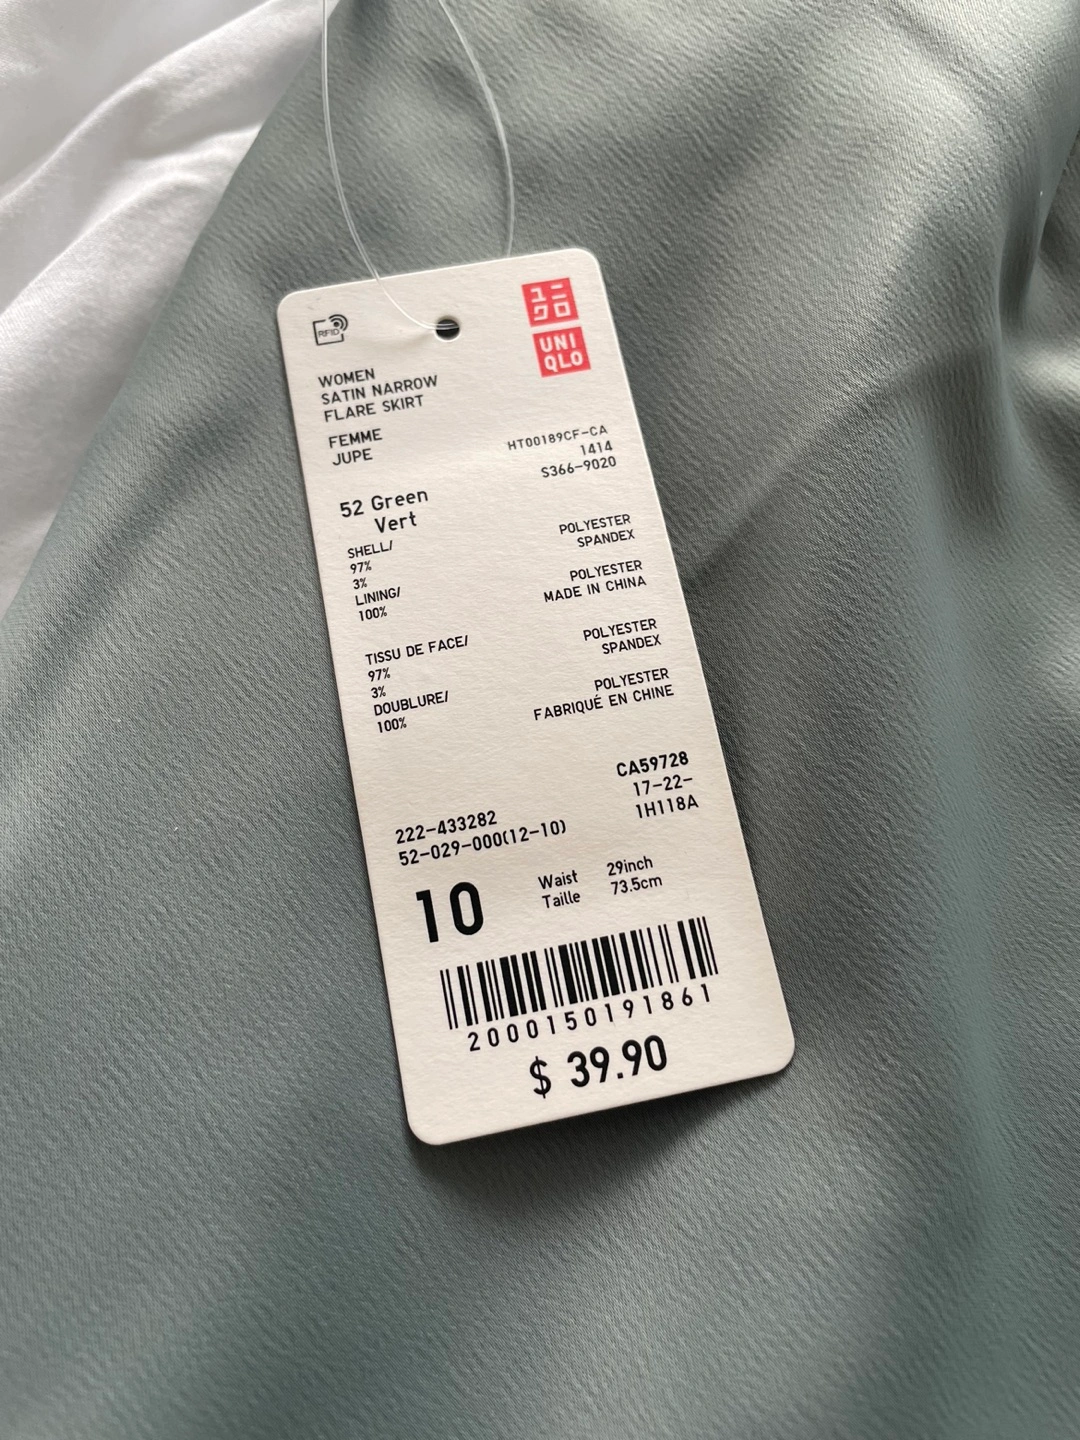 RFID
ユニ
クロ
UNI
QLO
WOMEN
SATIN NARROW
FLARE SKIRT
FEMME
JUPE
HT00189CF-CA
1414
S366-9020
52 Green
Vert
SHELL/
97% POLYESTER
3% SPANDEX
LINING/
100% POLYESTER
MADE IN CHINA
TISSU DE FACE/
97% POLYESTER
3% SPANDEX
DOUBLURE/
100% POLYESTER
FABRIQUÉ EN CHINE
CA59728
17-22-
1H118A
222-433282
52-029-000(12-10)
10
Waist 29inch
Taille 73.5cm
2000150191861
$ 39.90